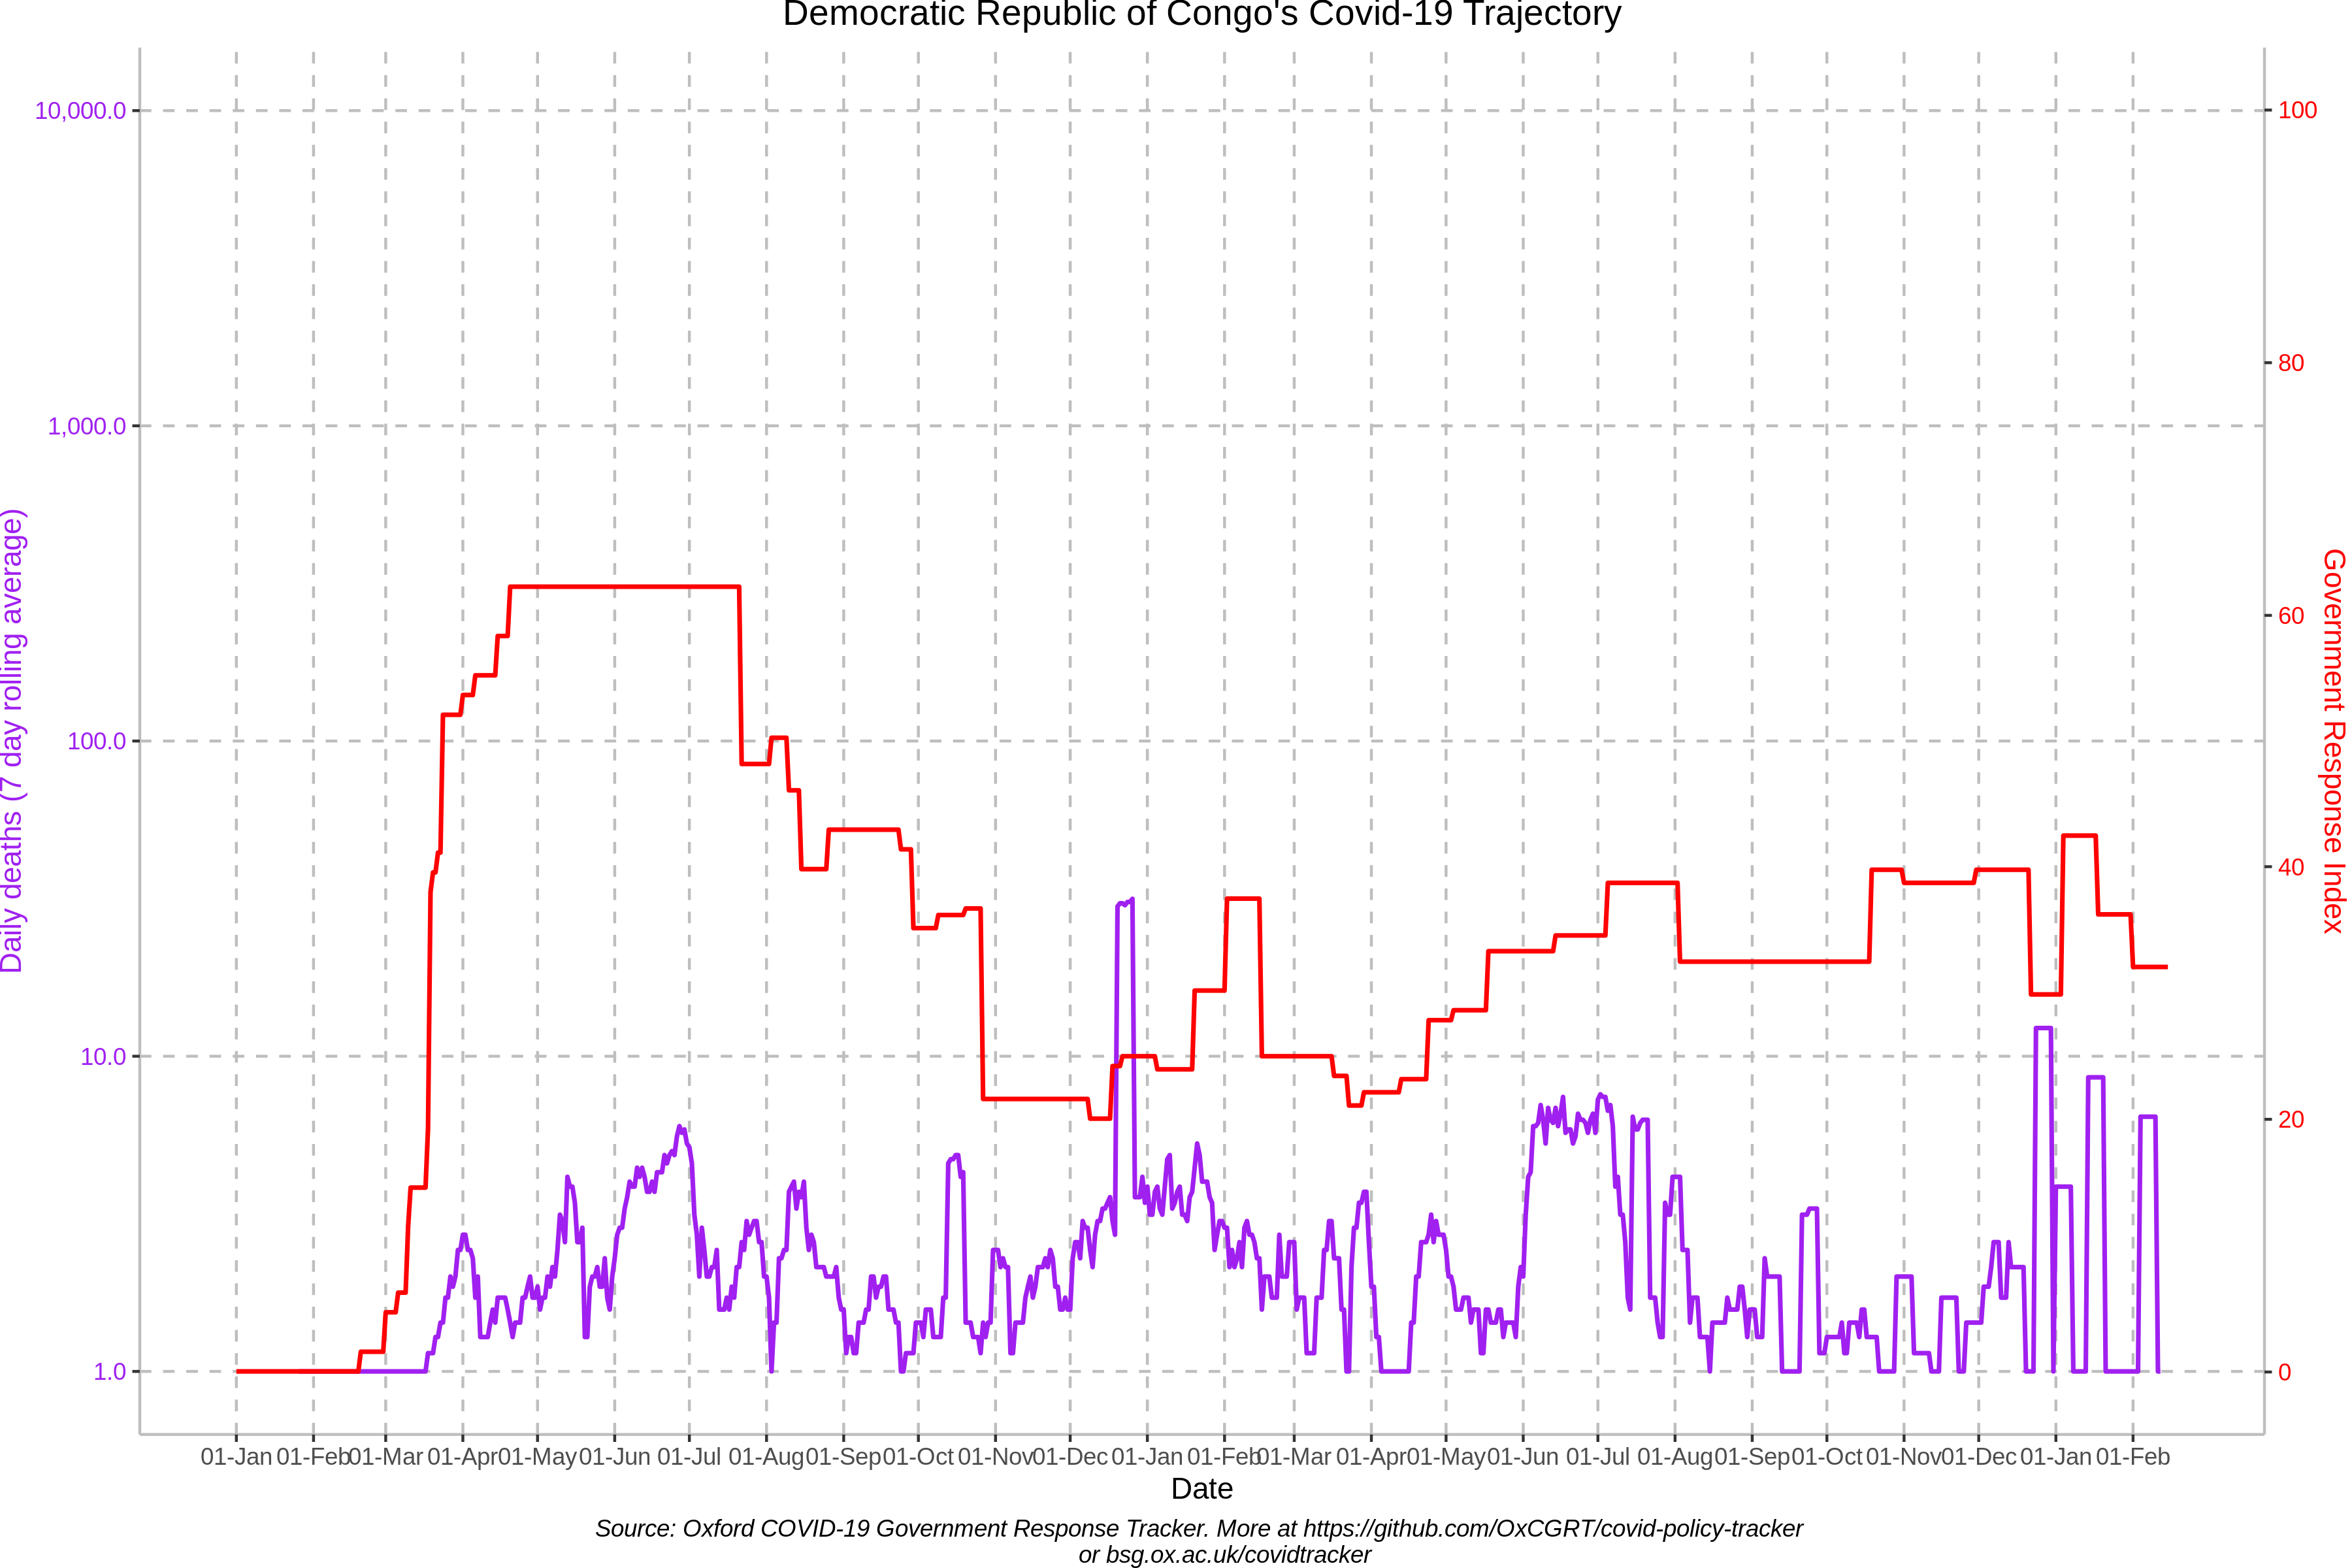 Democratic Republic of Congo's Covid-19 Trajectory
10,000.0
1,000.0
100.0
10.0
1.0
Daily deaths (7 day rolling average)
100
80
60
40
20
0
Government Response Index
01-Jan 01-Feb 01-Mar 01-Apr 01-May 01-Jun 01-Jul 01-Aug 01-Sep 01-Oct 01-Nov 01-Dec 01-Jan 01-Feb 01-Mar 01-Apr 01-May 01-Jun 01-Jul 01-Aug 01-Sep 01-Oct 01-Nov 01-Dec 01-Jan 01-Feb
Date
Source: Oxford COVID-19 Government Response Tracker. More at https://github.com/OxCGRT/covid-policy-tracker
or bsg.ox.ac.uk/covidtracker